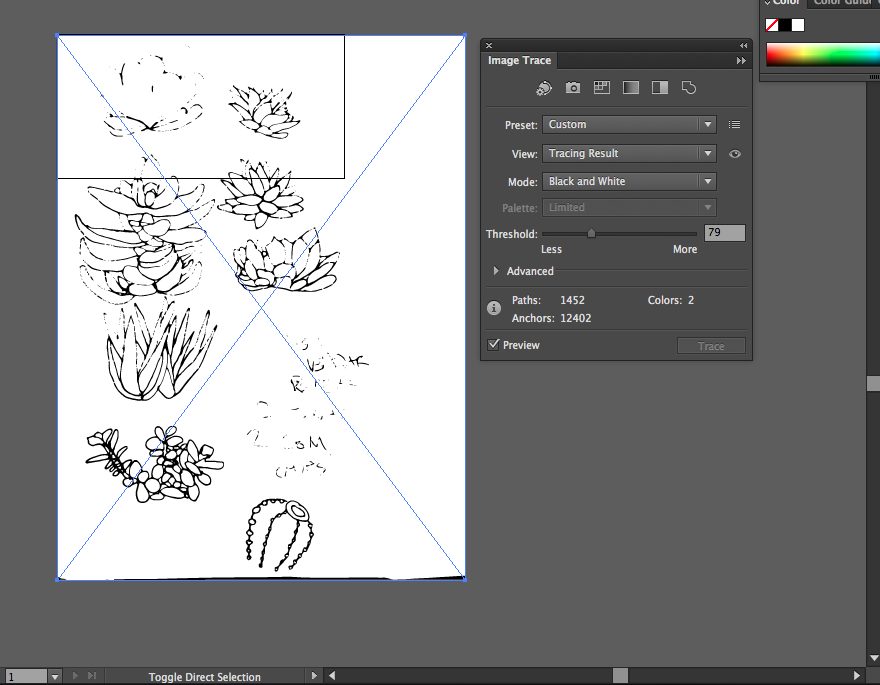 Color Color Guide
Image Trace
Preset: Custom
View: Tracing Result
Mode: Black and White
Palette: Limited
Threshold: 79
Less More
Advanced
Paths: 1452 Colors: 2
Anchors: 12402
Preview Trace
1 Toggle Direct Selection